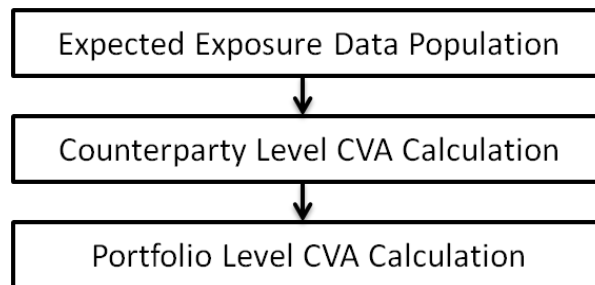 Expected Exposure Data Population
Counterparty Level CVA Calculation
Portfolio Level CVA Calculation